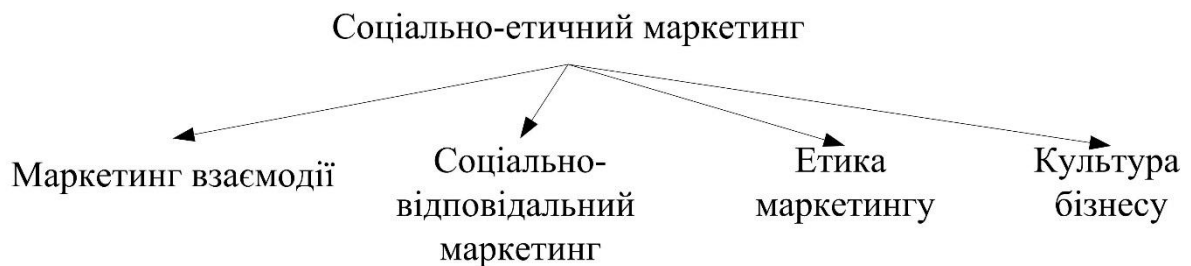 Соціально-етичний маркетинг
Маркетинг взаємодії
Соціально-
відповідальний
маркетинг
Етика
маркетингу
Культура
бізнесу